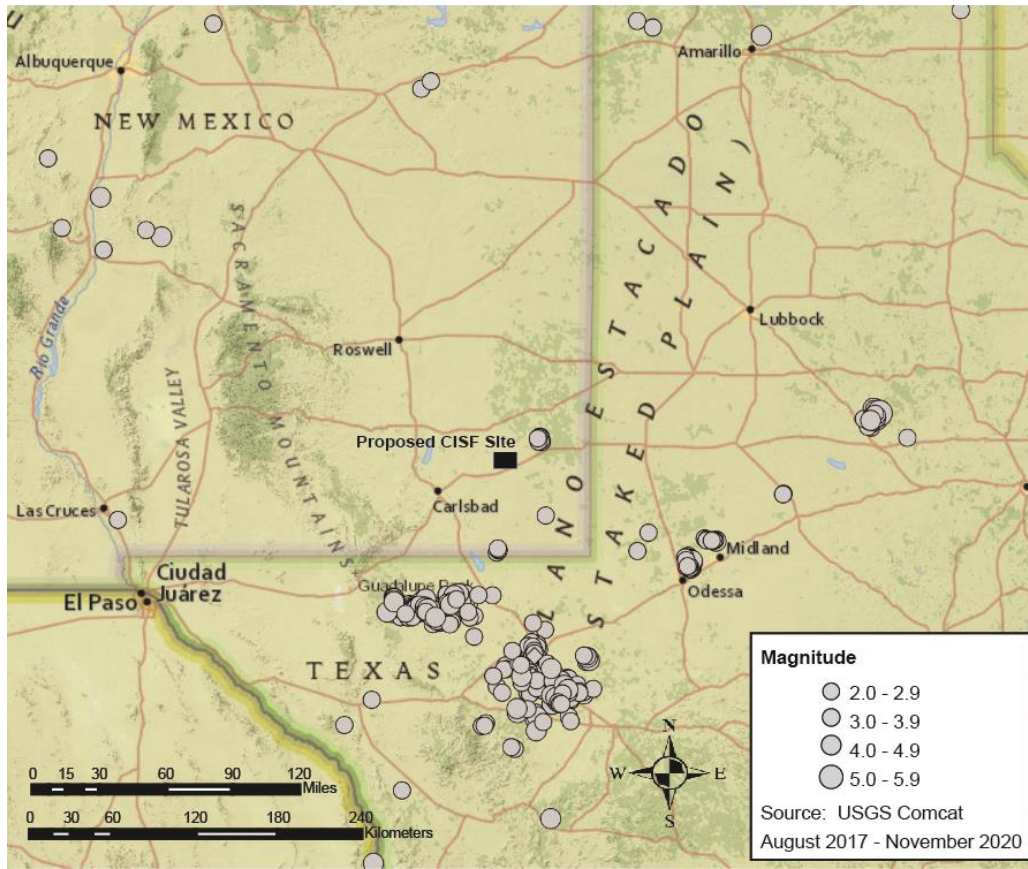 Amarillo
Albuquerque
NEW MEXICO
LLANO ESTACADO
STAKED PLAIN)
SACRAMENTO MOUNTAINS
Rio Grande
Lubbock
Roswell
TULAROSA VALLEY
Proposed CISF Site
Carlsbad
Las Cruces
Midland
Ciudad
Juárez
El Paso
Odessa
Guadalupe
TEXAS
Magnitude
2.0 - 2.9
3.0 - 3.9
4.0 - 4.9
5.0 - 5.9
Source: USGS Comcat
August 2017 - November 2020
N
W
E
S
0 15 30 60 90 120
Miles
0 30 60 120 180 240
Kilometers